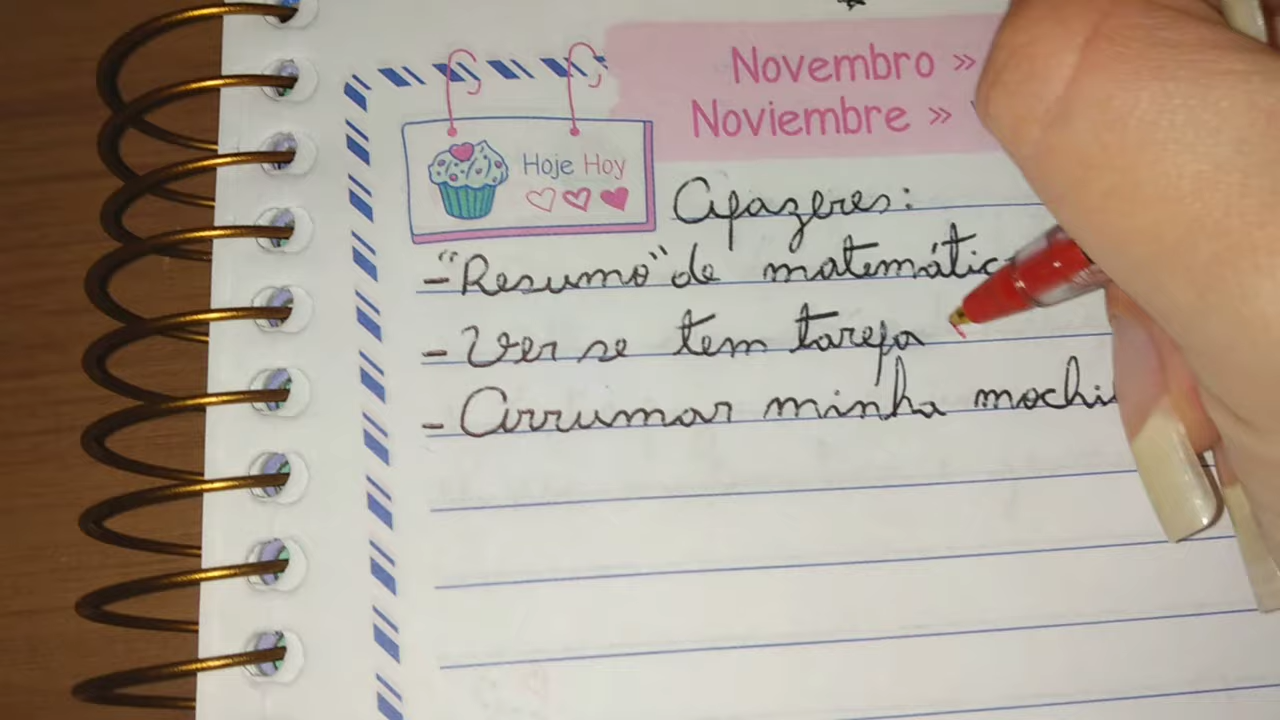 Novembro »
Noviembre »
Hoje Hoy
Afazeres:
-"Resumo" de matemátic
- Ver se tem tarefa
- Arrumar minha mochi